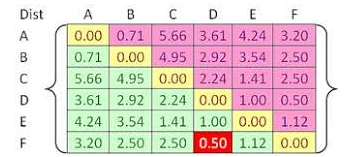 Dist A B C D E F
A 0.00 0.71 5.66 3.61 4.24 3.20
B 0.71 0.00 4.95 2.92 3.54 2.50
C 5.66 4.95 0.00 2.24 1.41 2.50
D 3.61 2.92 2.24 0.00 1.00 0.50
E 4.24 3.54 1.41 1.00 0.00 1.12
F 3.20 2.50 2.50 0.50 1.12 0.00